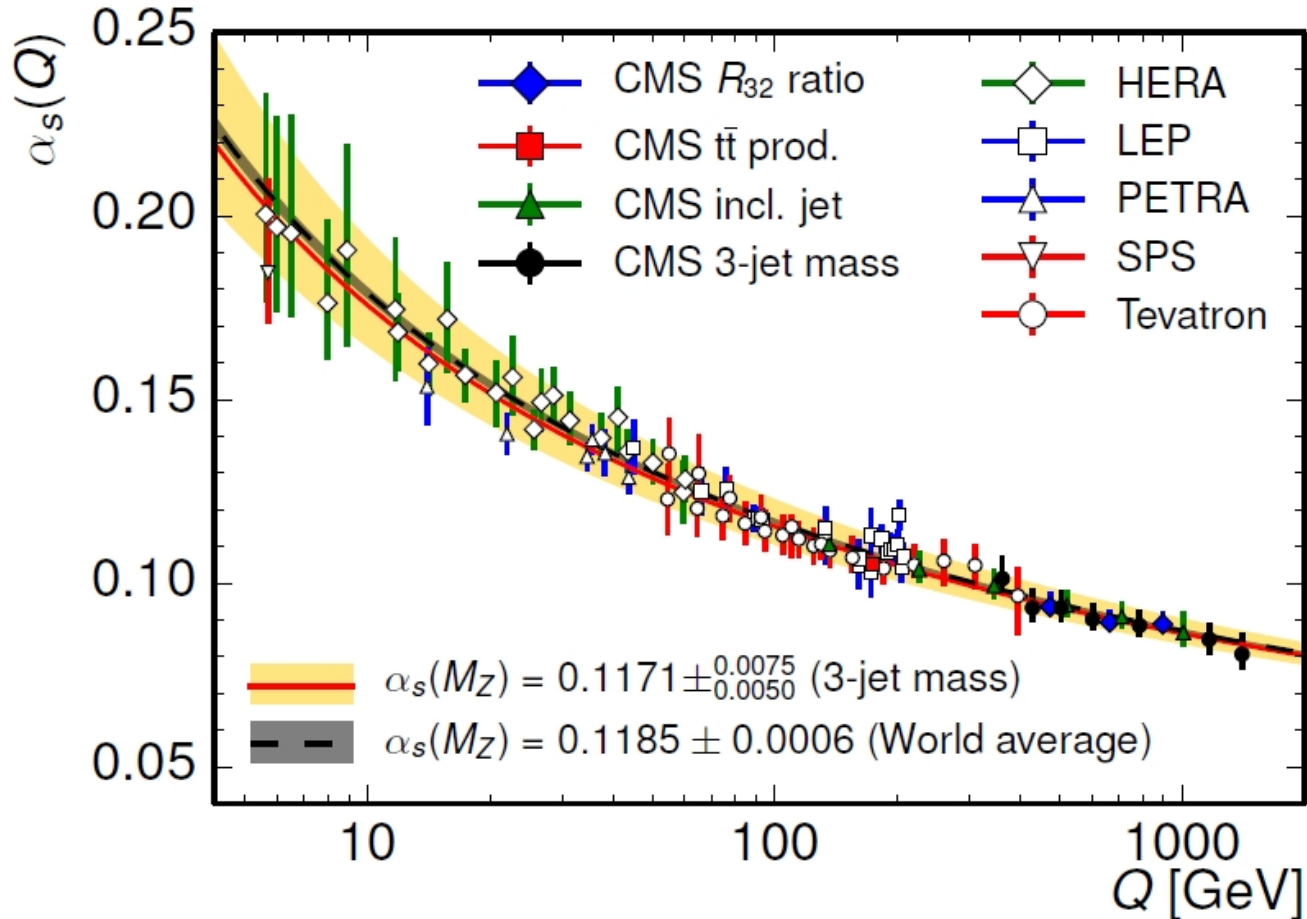 αs(Q)
0.25
0.20
0.15
0.10
0.05
CMS R32 ratio
CMS tt̄ prod.
CMS incl. jet
CMS 3-jet mass
HERA
LEP
PETRA
SPS
Tevatron
αs(MZ) = 0.1171 ± 0.0075 0.0050 (3-jet mass)
αs(MZ) = 0.1185 ± 0.0006 (World average)
10 100 1000
Q [GeV]